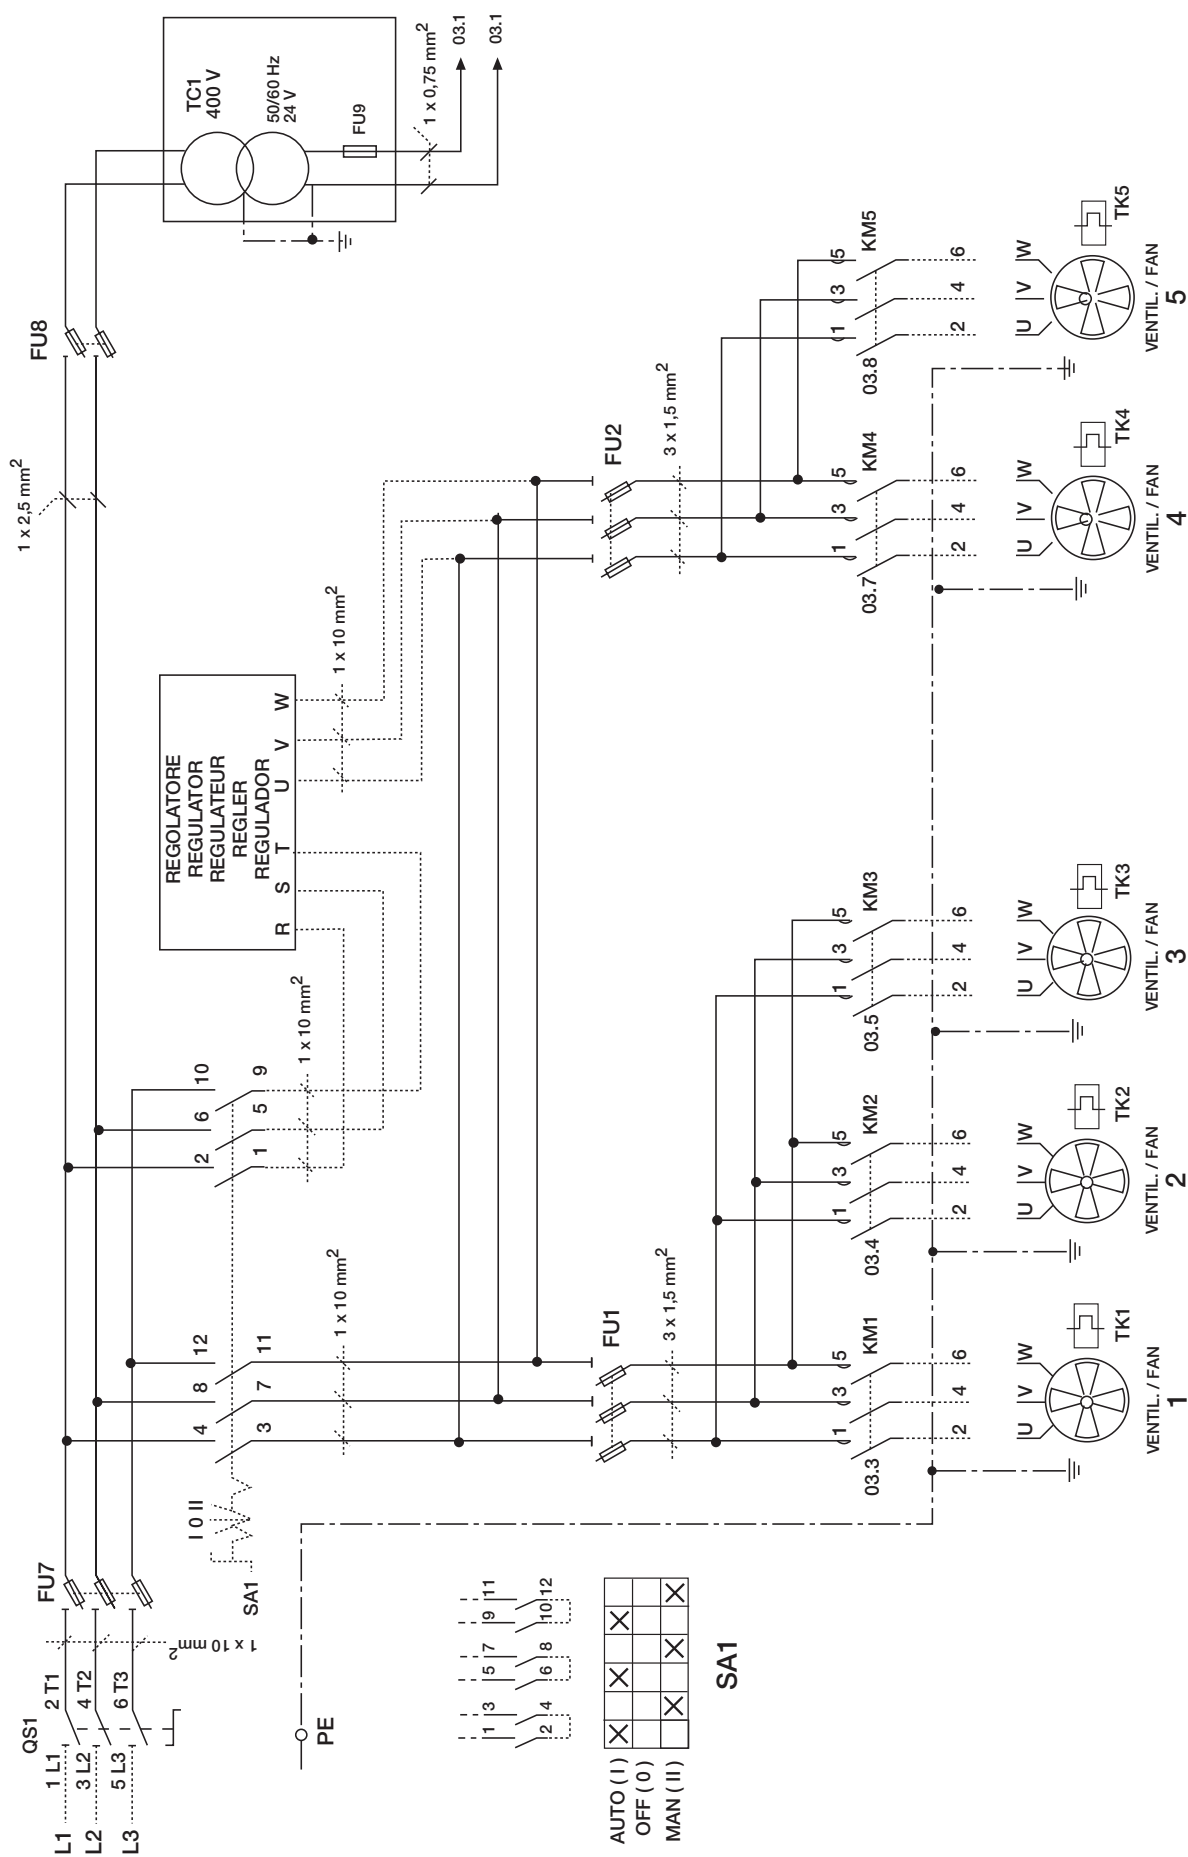 L1
L2
L3
QS1
1 L1
3 L2
5 L3
2 T1
4 T2
6 T3
1 x 10 mm²
FU7
1 x 2,5 mm²
FU8
TC1
400 V
50/60 Hz
24 V
FU9
1 x 0,75 mm²
03.1
03.1
SA1
I 0 II
4
8
12
3
7
11
2
6
10
1
5
9
1 x 10 mm²
1 x 10 mm²
REGOLATORE
REGULATOR
REGULATEUR
REGLER
REGULADOR
R
S
T
U
V
W
1 x 10 mm²
FU1
3 x 1,5 mm²
FU2
3 x 1,5 mm²
1
3
5
KM1
03.3
2
4
6
1
3
5
KM2
03.4
2
4
6
1
3
5
KM3
03.5
2
4
6
1
3
5
KM4
03.7
2
4
6
1
3
5
KM5
03.8
2
4
6
U
V
W
TK1
VENTIL. / FAN
1
U
V
W
TK2
VENTIL. / FAN
2
U
V
W
TK3
VENTIL. / FAN
3
U
V
W
TK4
VENTIL. / FAN
4
U
V
W
TK5
VENTIL. / FAN
5
PE
1
3
5
7
9
11
2
4
6
8
10
12
AUTO ( I )
OFF ( 0 )
MAN ( II )
SA1